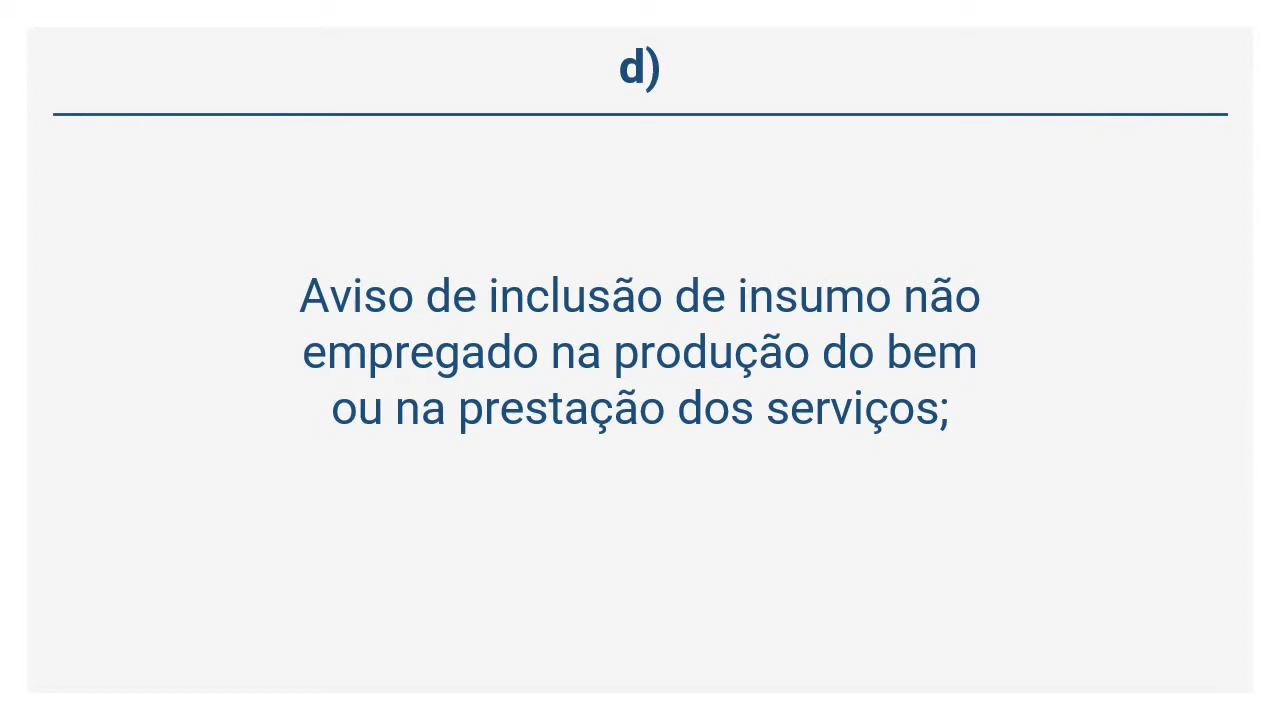 d)
Aviso de inclusão de insumo não
empregado na produção do bem
ou na prestação dos serviços;